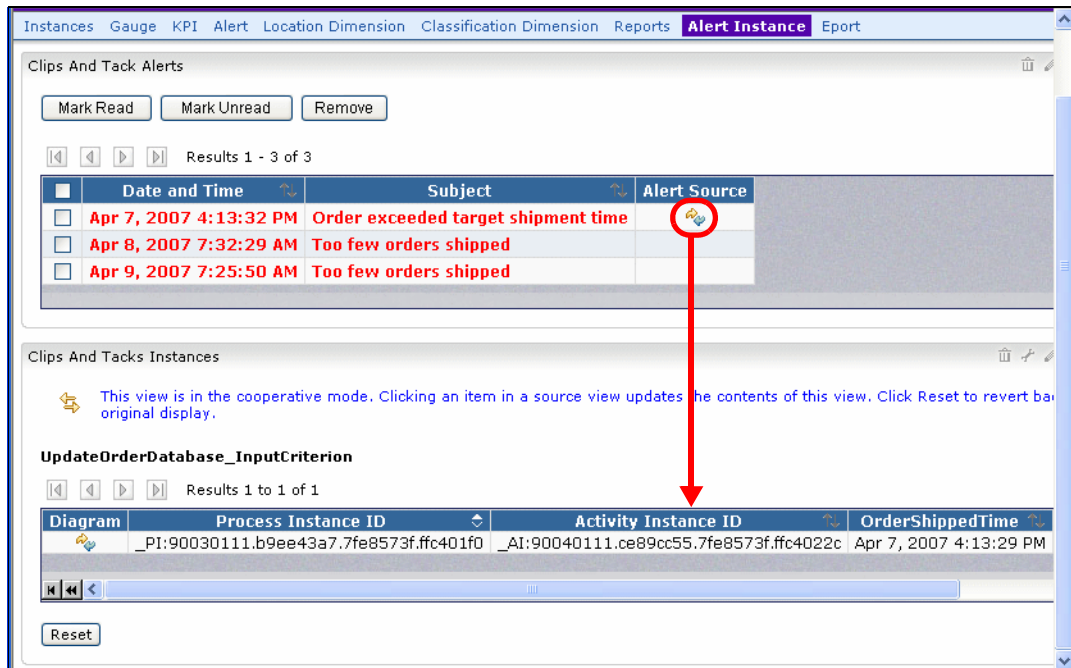 Instances Gauge KPI Alert Location Dimension Classification Dimension Reports Alert Instance Eport
Clips And Tack Alerts
Mark Read Mark Unread Remove
Results 1 - 3 of 3
Date and Time Subject Alert Source
Apr 7, 2007 4:13:32 PM Order exceeded target shipment time
Apr 8, 2007 7:32:29 AM Too few orders shipped
Apr 9, 2007 7:25:50 AM Too few orders shipped
Clips And Tacks Instances
This view is in the cooperative mode. Clicking an item in a source view updates the contents of this view. Click Reset to revert ba
original display.
UpdateOrderDatabase_InputCriterion
Results 1 to 1 of 1
Diagram Process Instance ID Activity Instance ID OrderShippedTime
_PI:90030111.b9ee43a7.7fe8573f.ffc401f0 _AI:90040111.ce89cc55.7fe8573f.ffc4022c Apr 7, 2007 4:13:29 PM
Reset